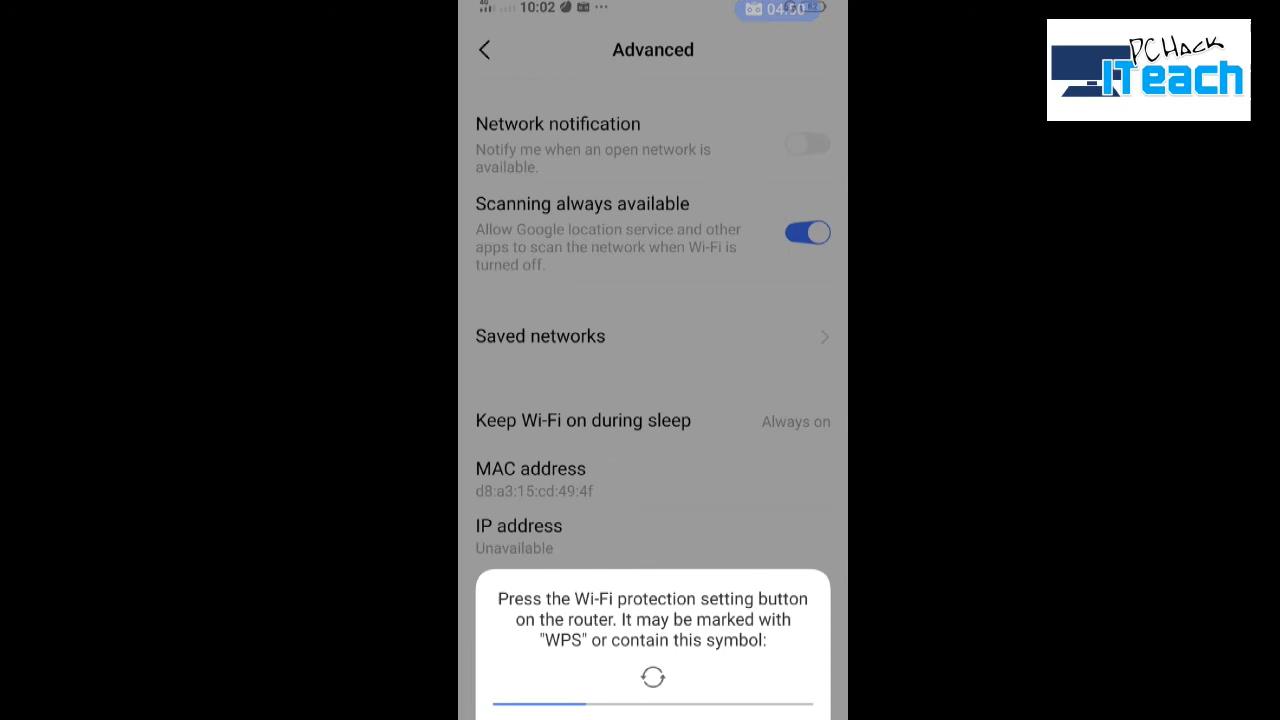 4G 10:02 ... 04:50
PC HACK
ITeach
Advanced
Network notification
Notify me when an open network is
available.
Scanning always available
Allow Google location service and other
apps to scan the network when Wi-Fi is
turned off.
Saved networks
Keep Wi-Fi on during sleep Always on
MAC address
d8:a3:15:cd:49:4f
IP address
Unavailable
Press the Wi-Fi protection setting button
on the router. It may be marked with
"WPS" or contain this symbol: